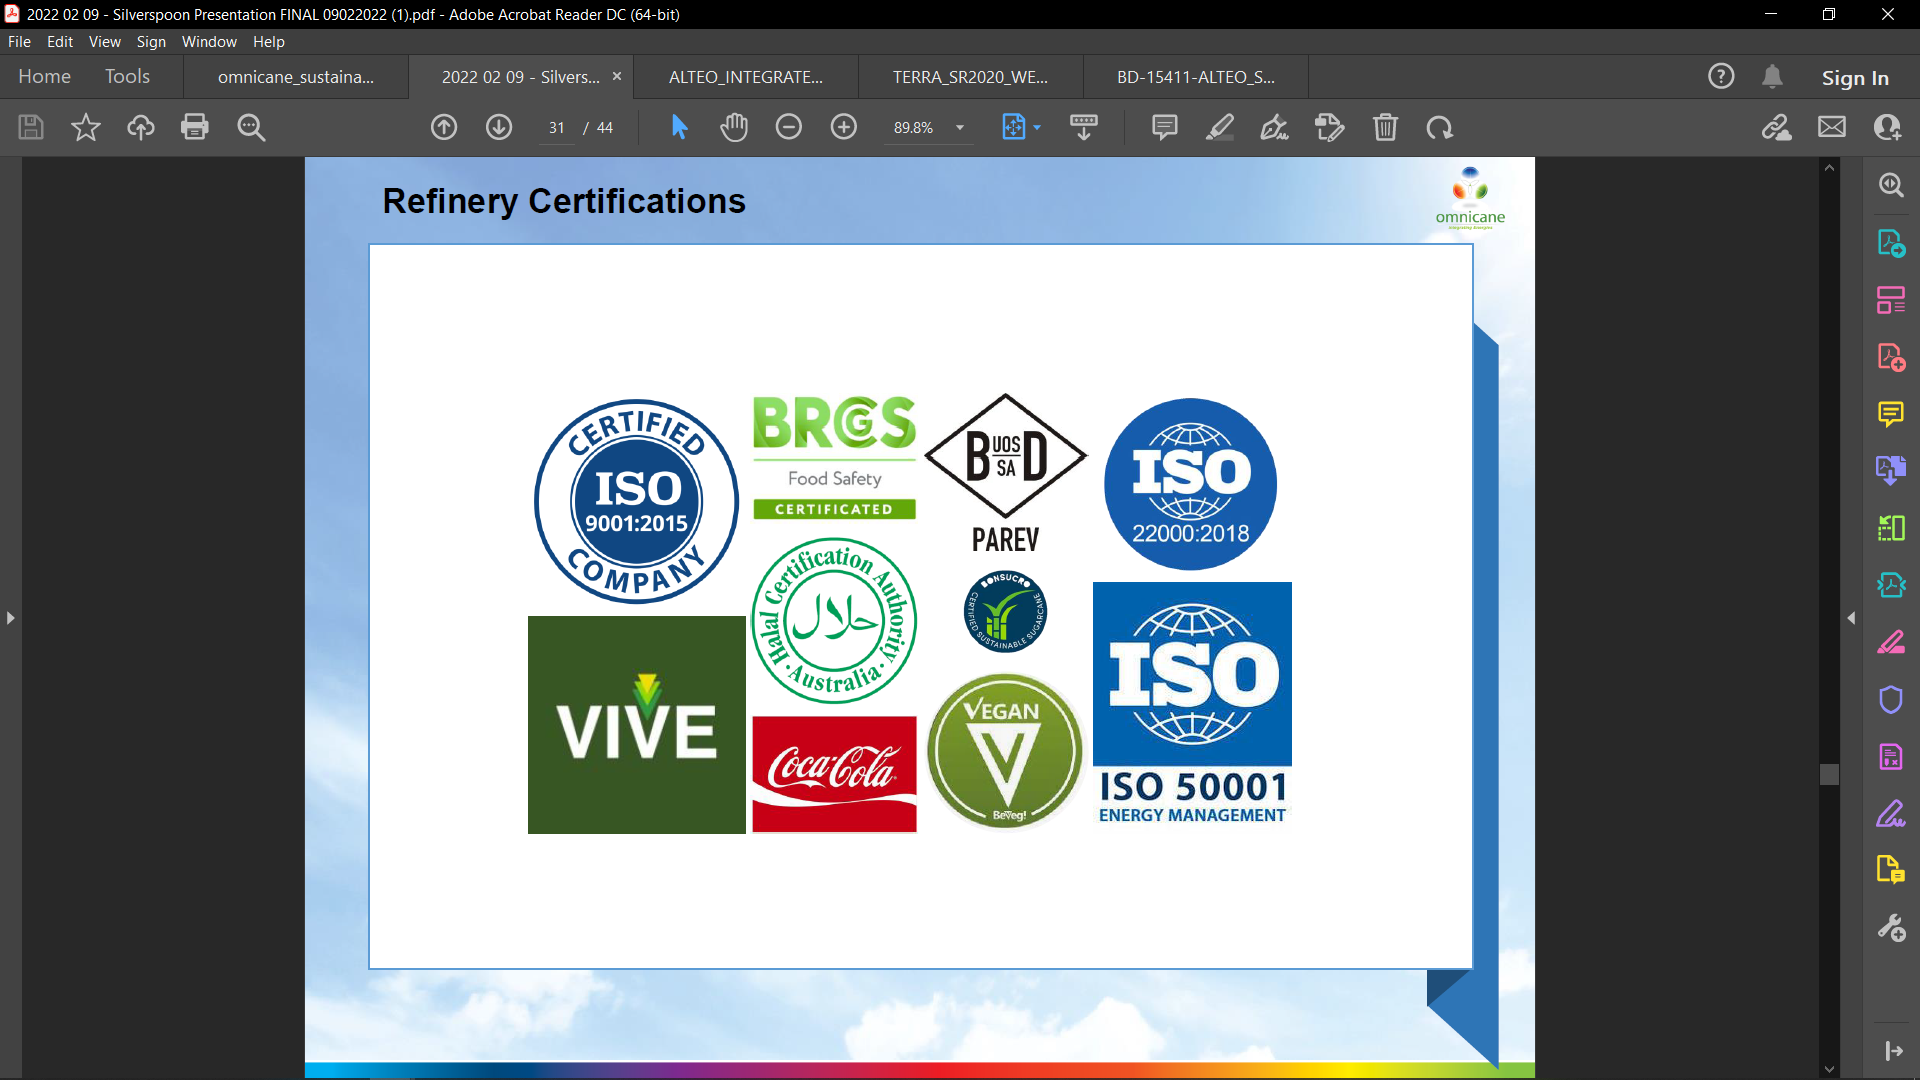 2022 02 09 - Silverspoon Presentation FINAL 09022022 (1).pdf - Adobe Acrobat Reader DC (64-bit)
File Edit View Sign Window Help
Home Tools omnicane_sustaina... 2022 02 09 - Silvers... × ALTEO_INTEGRATE... TERRA_SR2020_WE... BD-15411-ALTEO_S... Sign In
31 / 44 89.8%
Refinery Certifications
omnicane
CERTIFIED
ISO
9001:2015
COMPANY
BRCGS
Food Safety
CERTIFICATED
BUOS
SAD
PAREV
ISO
22000:2018
Halal Certification Authority
حلال
· Australia ·
BONSUCRO
CERTIFIED SUSTAINABLE SUGARCANE
VIVE
Coca-Cola
VEGAN
V
BeVeg!
ISO
ISO 50001
ENERGY MANAGEMENT